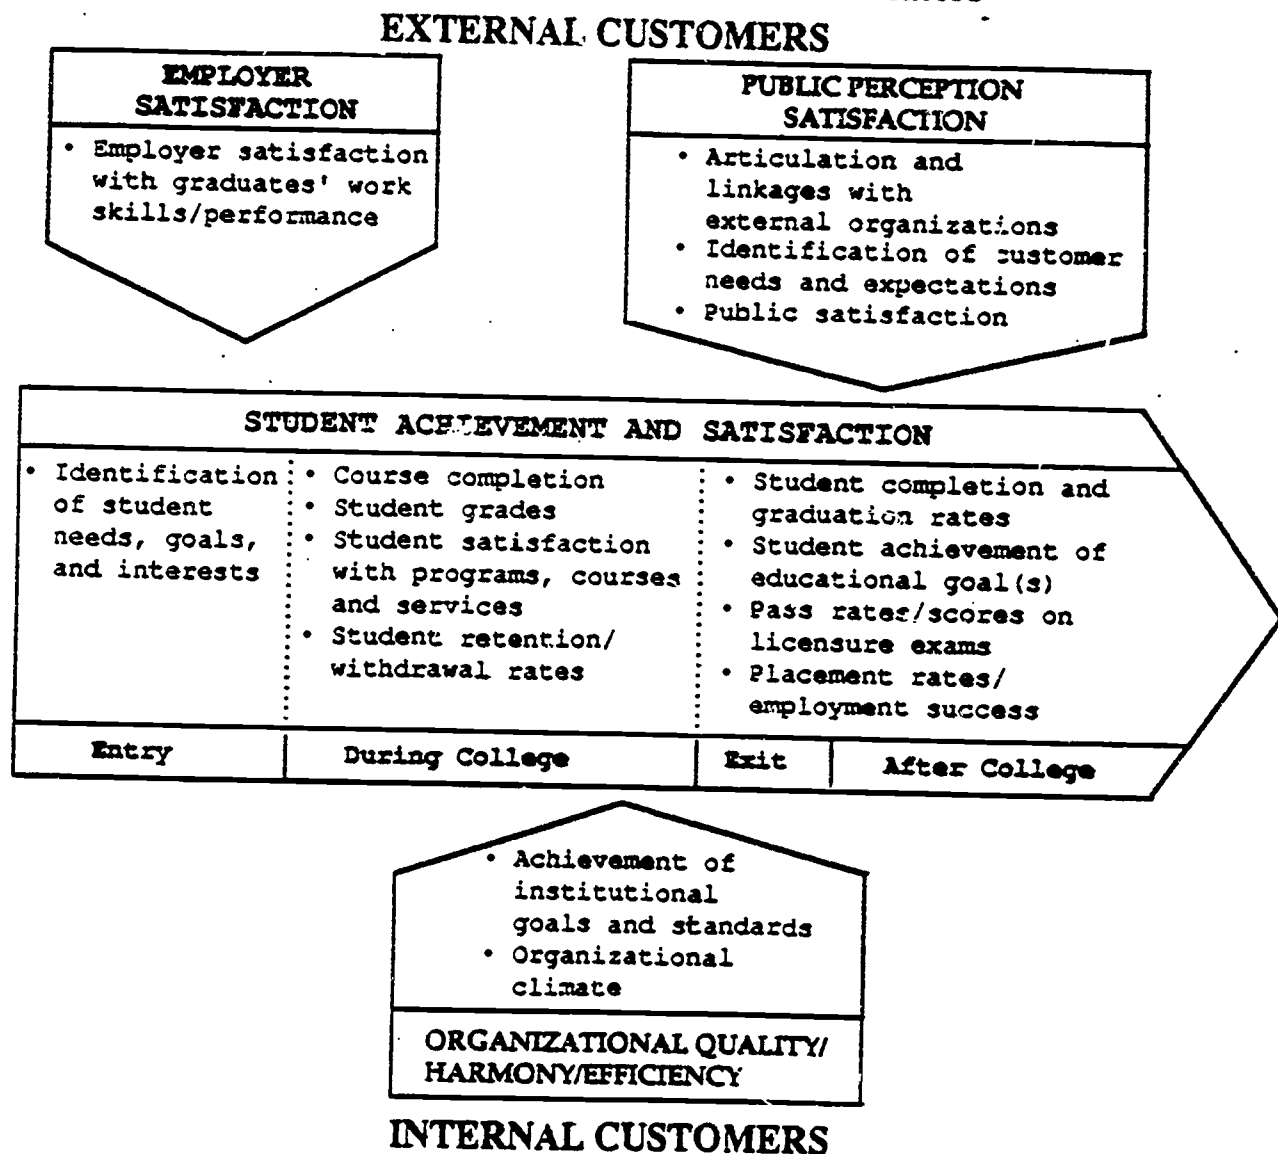 EXTERNAL CUSTOMERS
EMPLOYER
SATISFACTION
• Employer satisfaction
with graduates' work
skills/performance
PUBLIC PERCEPTION
SATISFACTION
• Articulation and
linkages with
external organizations
• Identification of customer
needs and expectations
• Public satisfaction
STUDENT ACHIEVEMENT AND SATISFACTION
• Identification
of student
needs, goals,
and interests
• Course completion
• Student grades
• Student satisfaction
with programs, courses
and services
• Student retention/
withdrawal rates
• Student completion and
graduation rates
• Student achievement of
educational goal(s)
• Pass rates/scores on
licensure exams
• Placement rates/
employment success
Entry
During College
Exit
After College
• Achievement of
institutional
goals and standards
• Organizational
climate
ORGANIZATIONAL QUALITY/
HARMONY/EFFICIENCY
INTERNAL CUSTOMERS